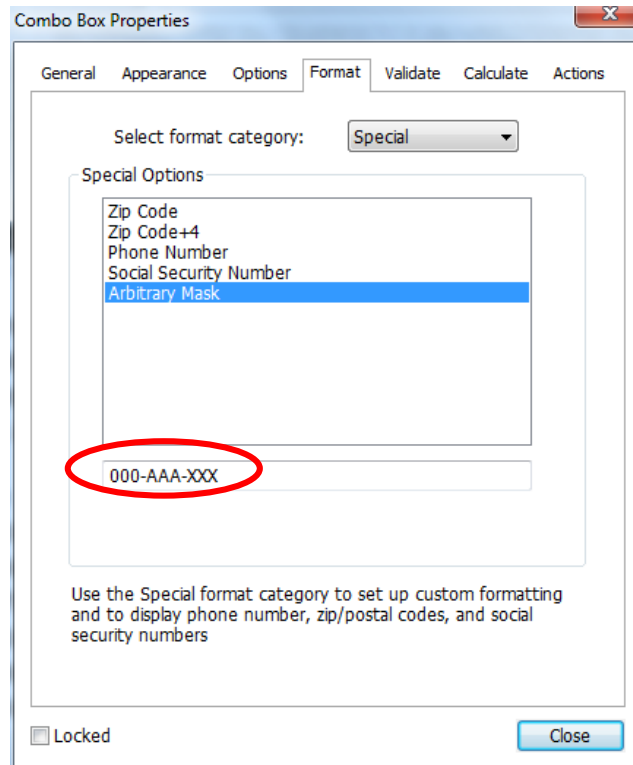 Combo Box Properties
General Appearance Options Format Validate Calculate Actions
Select format category: Special
Special Options
Zip Code
Zip Code+4
Phone Number
Social Security Number
Arbitrary Mask
000-AAA-XXX
Use the Special format category to set up custom formatting
and to display phone number, zip/postal codes, and social
security numbers
Locked Close